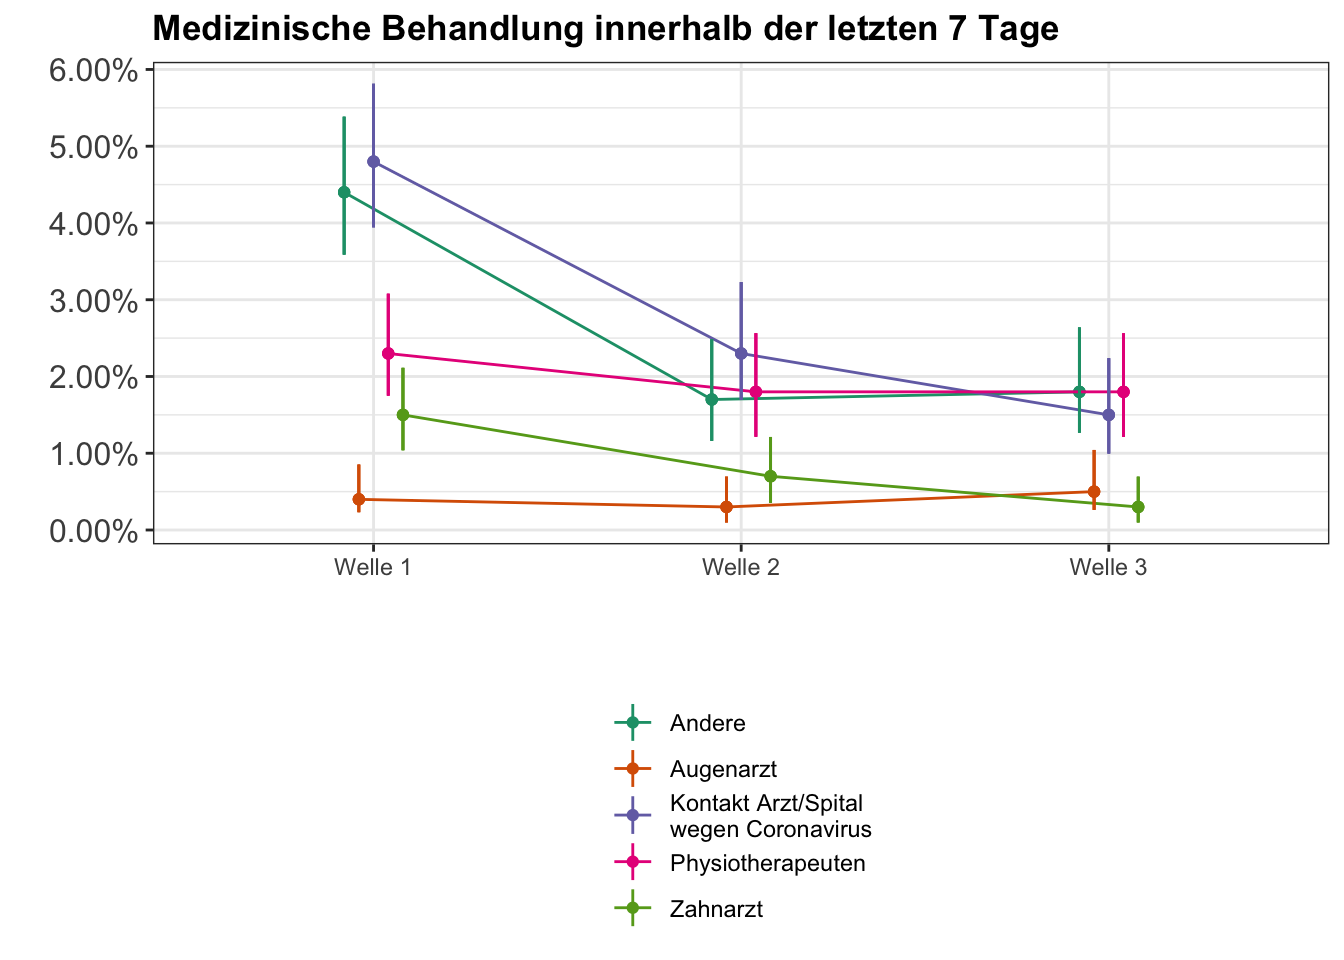 Medizinische Behandlung innerhalb der letzten 7 Tage
6.00%
5.00%
4.00%
3.00%
2.00%
1.00%
0.00%
Welle 1
Welle 2
Welle 3
Andere
Augenarzt
Kontakt Arzt/Spital
wegen Coronavirus
Physiotherapeuten
Zahnarzt